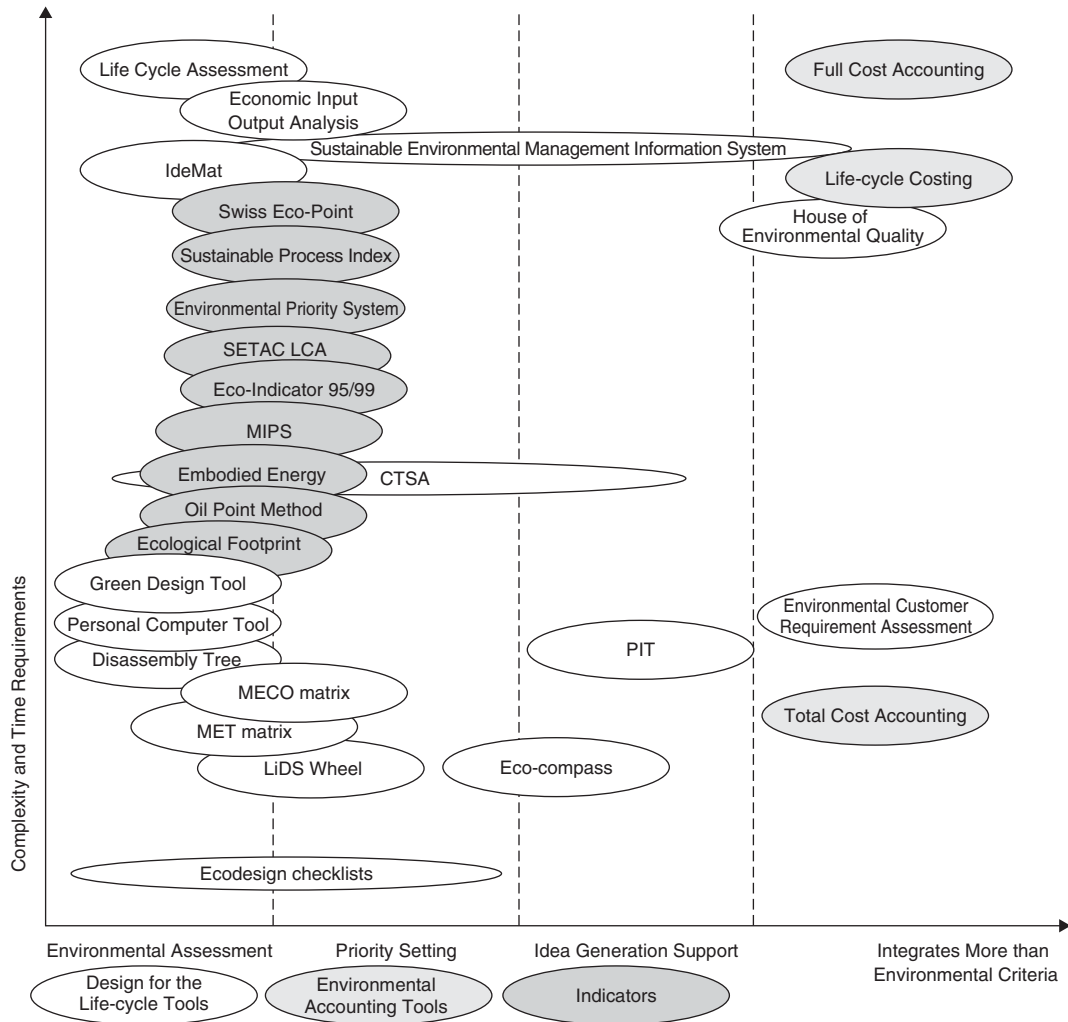 Complexity and Time Requirements
Life Cycle Assessment
Full Cost Accounting
Economic Input
Output Analysis
Sustainable Environmental Management Information System
IdeMat
Life-cycle Costing
Swiss Eco-Point
House of
Environmental Quality
Sustainable Process Index
Environmental Priority System
SETAC LCA
Eco-Indicator 95/99
MIPS
Embodied Energy
CTSA
Oil Point Method
Ecological Footprint
Green Design Tool
Environmental Customer
Requirement Assessment
Personal Computer Tool
PIT
Disassembly Tree
MECO matrix
Total Cost Accounting
MET matrix
LiDS Wheel
Eco-compass
Ecodesign checklists
Environmental Assessment
Priority Setting
Idea Generation Support
Integrates More than
Environmental Criteria
Design for the
Life-cycle Tools
Environmental
Accounting Tools
Indicators